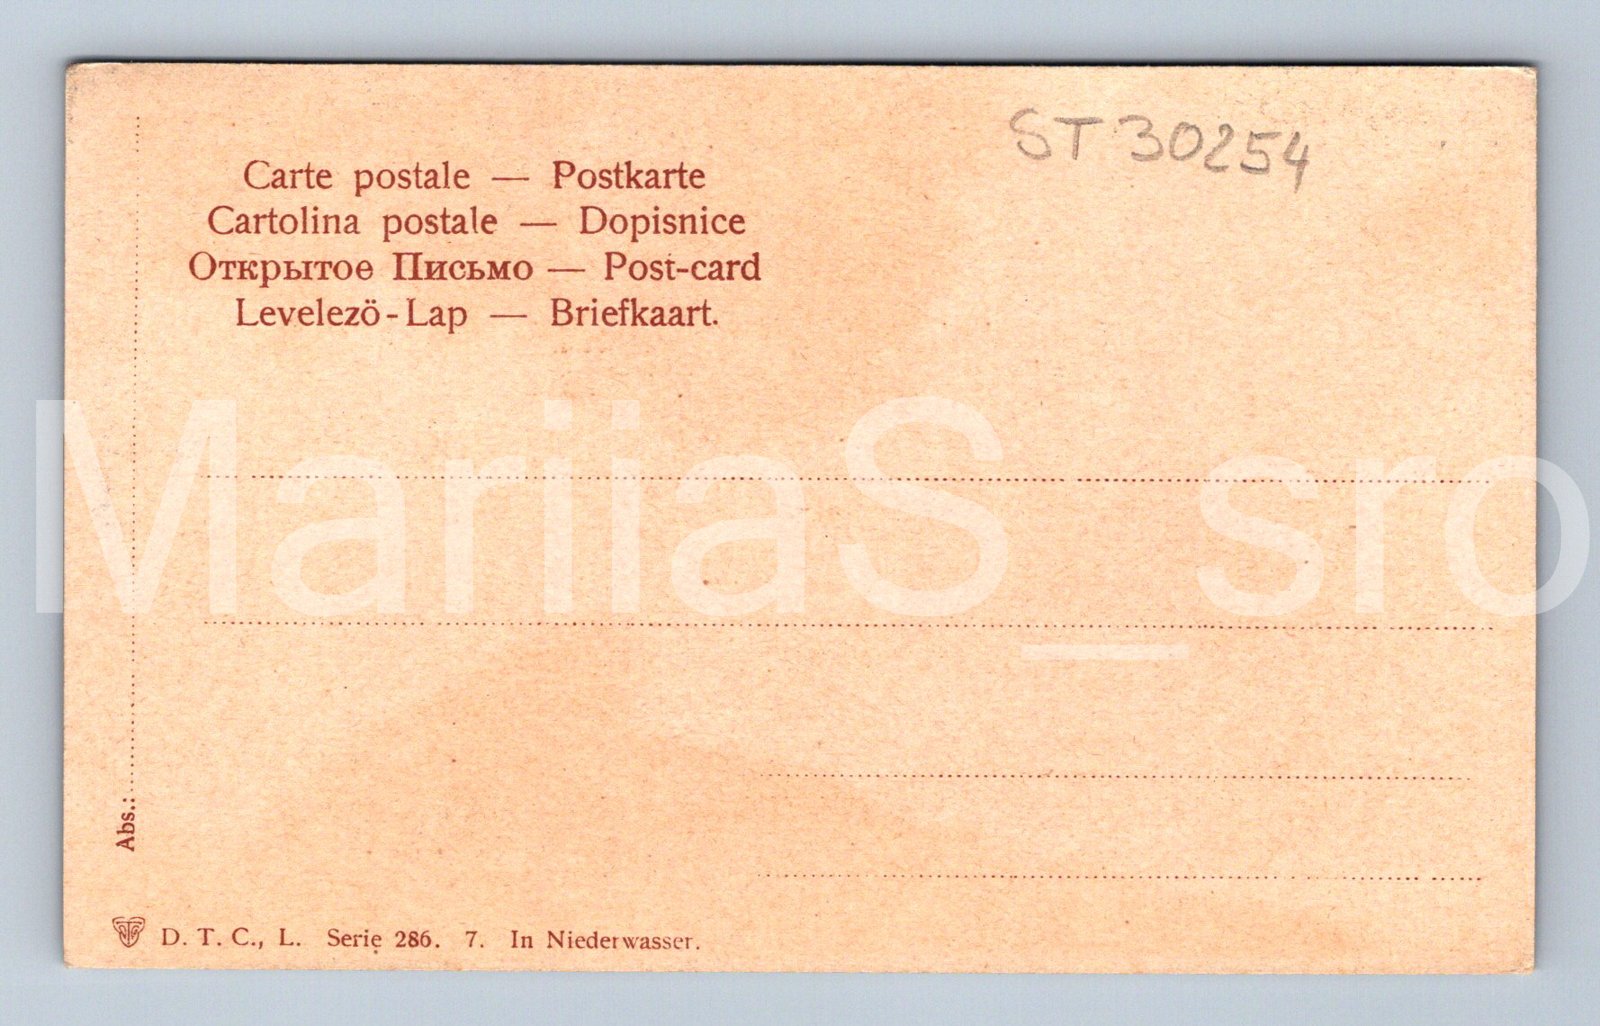 ST 30254
Carte postale — Postkarte
Cartolina postale — Dopisnice
Открытое Письмо — Post-card
Levelezö-Lap — Briefkaart.
MariiaS_sro
Abs.:
D. T. C., L. Serie 286. 7. In Niederwasser.